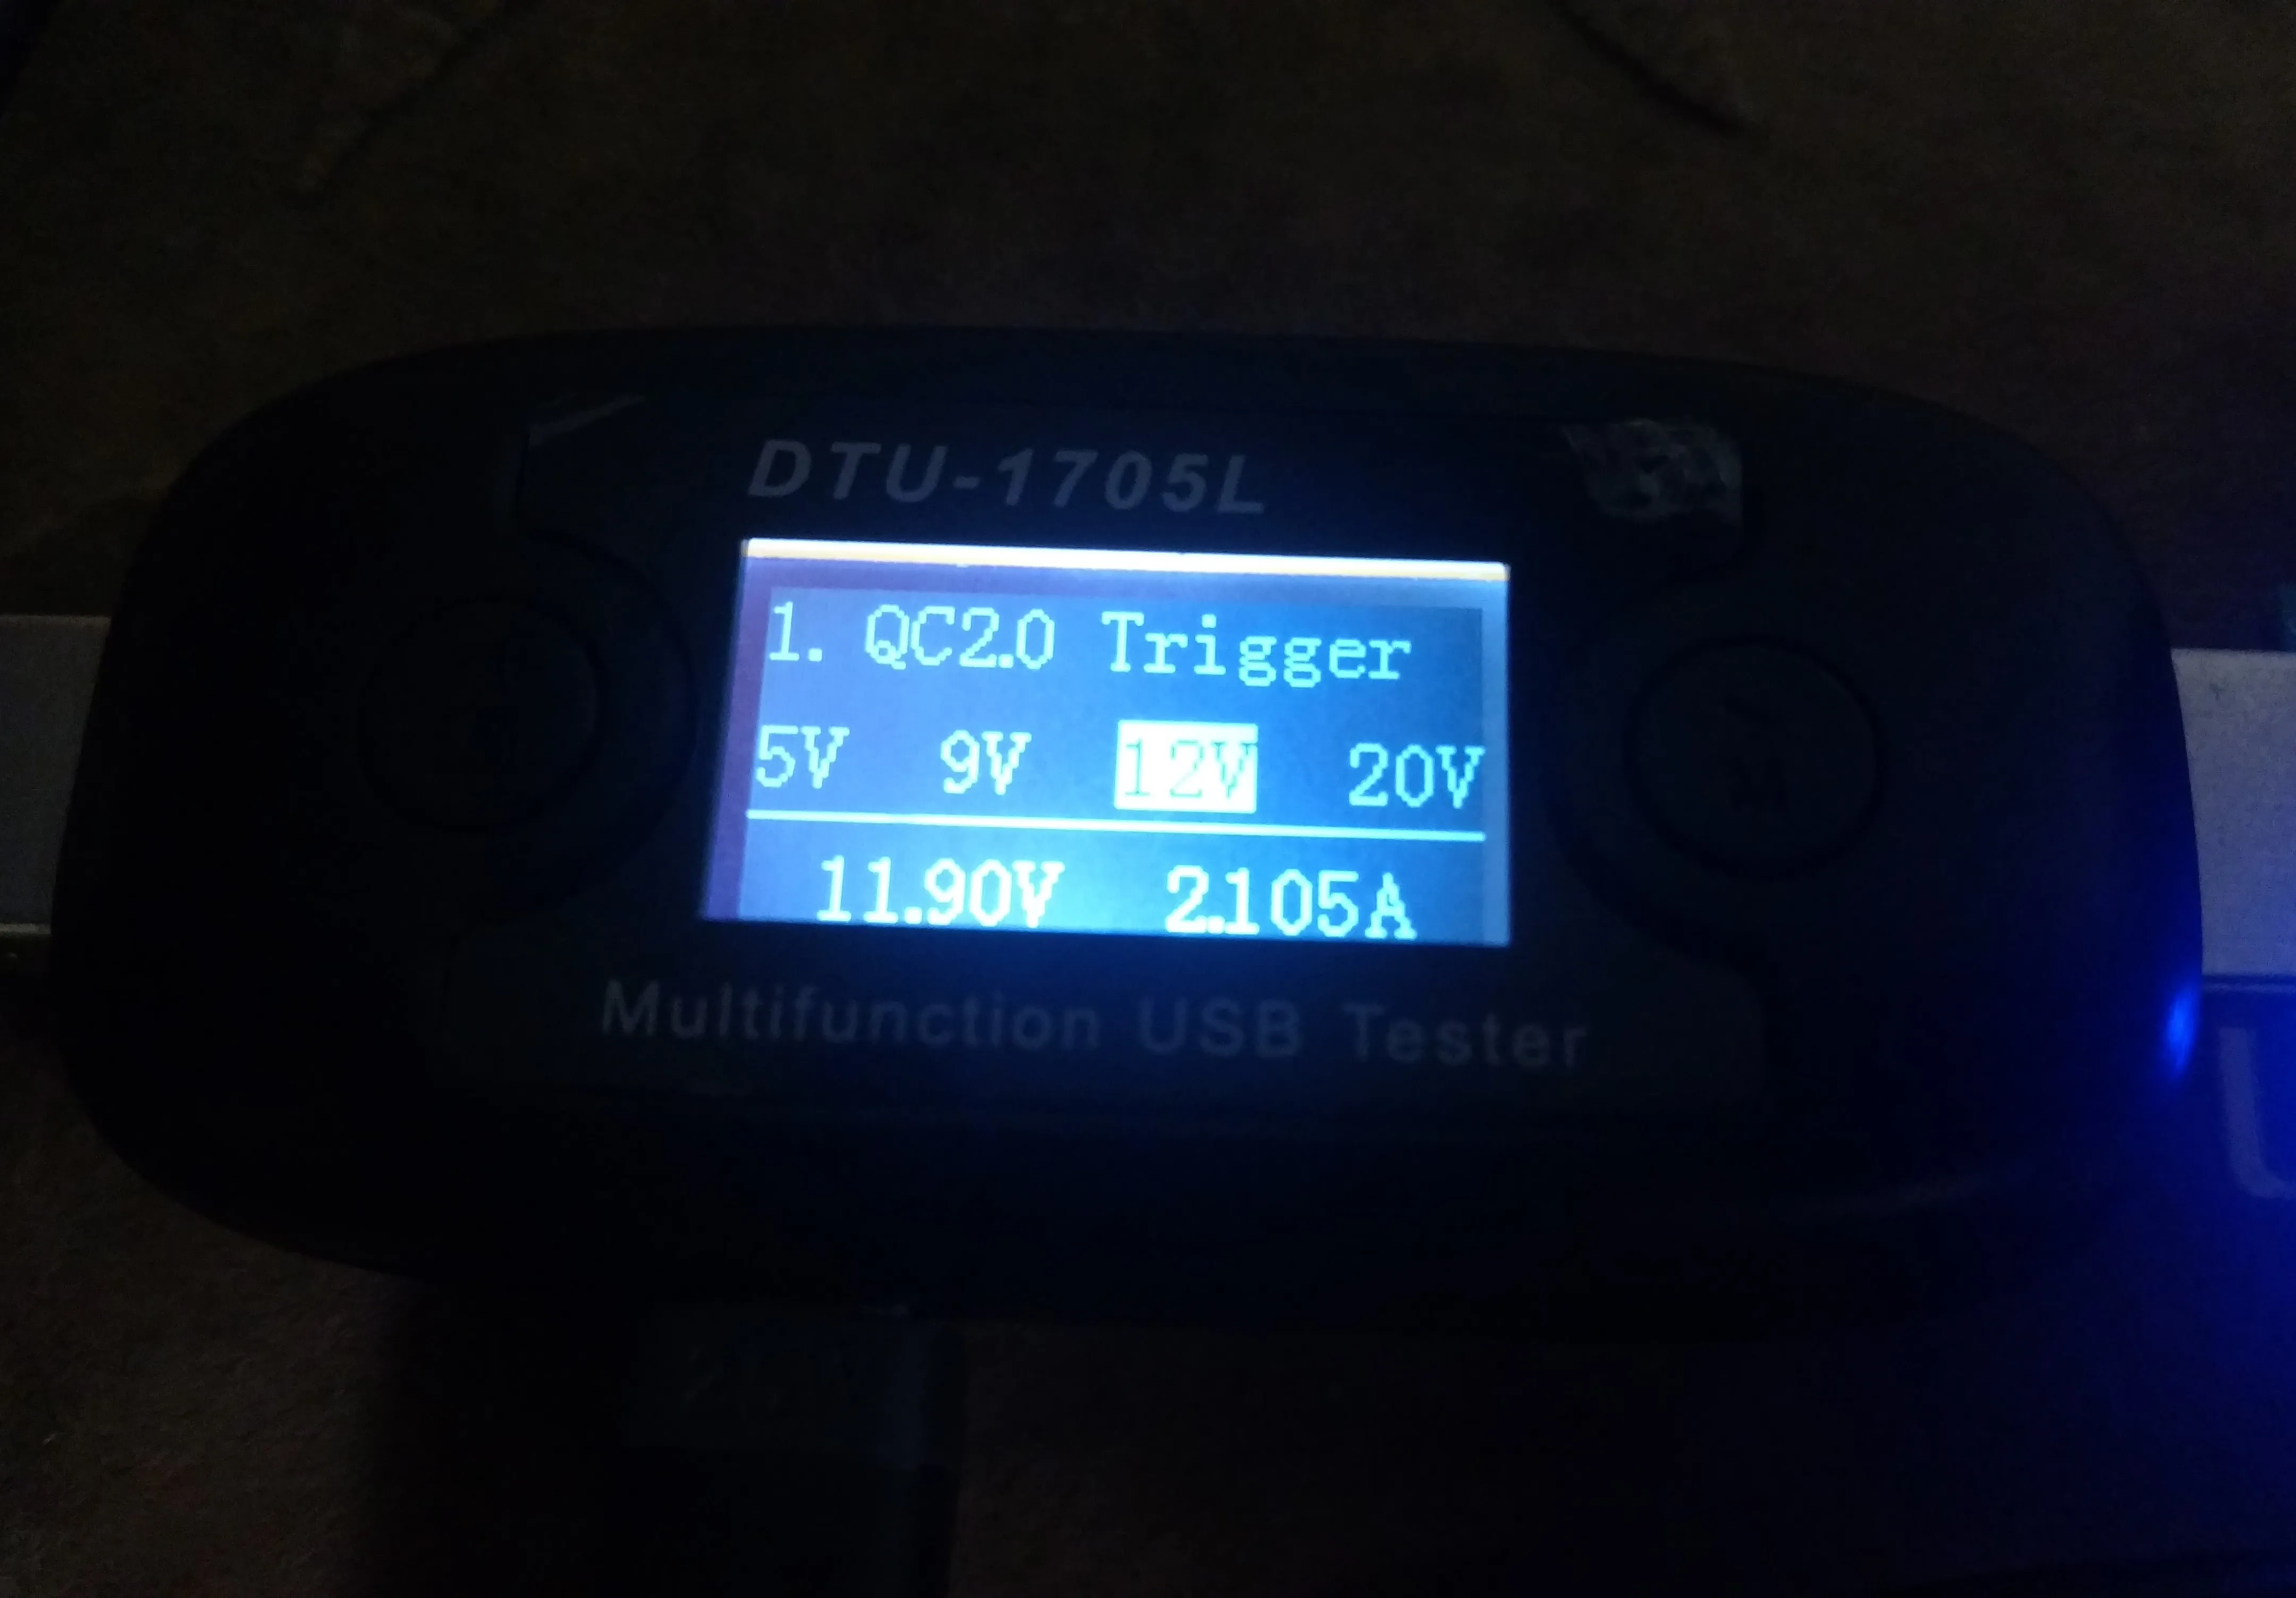 DTU-1705L
1. QC2.0 Trigger
5V 9V 12V 20V
11.90V 2.105A
Multifunction USB Tester